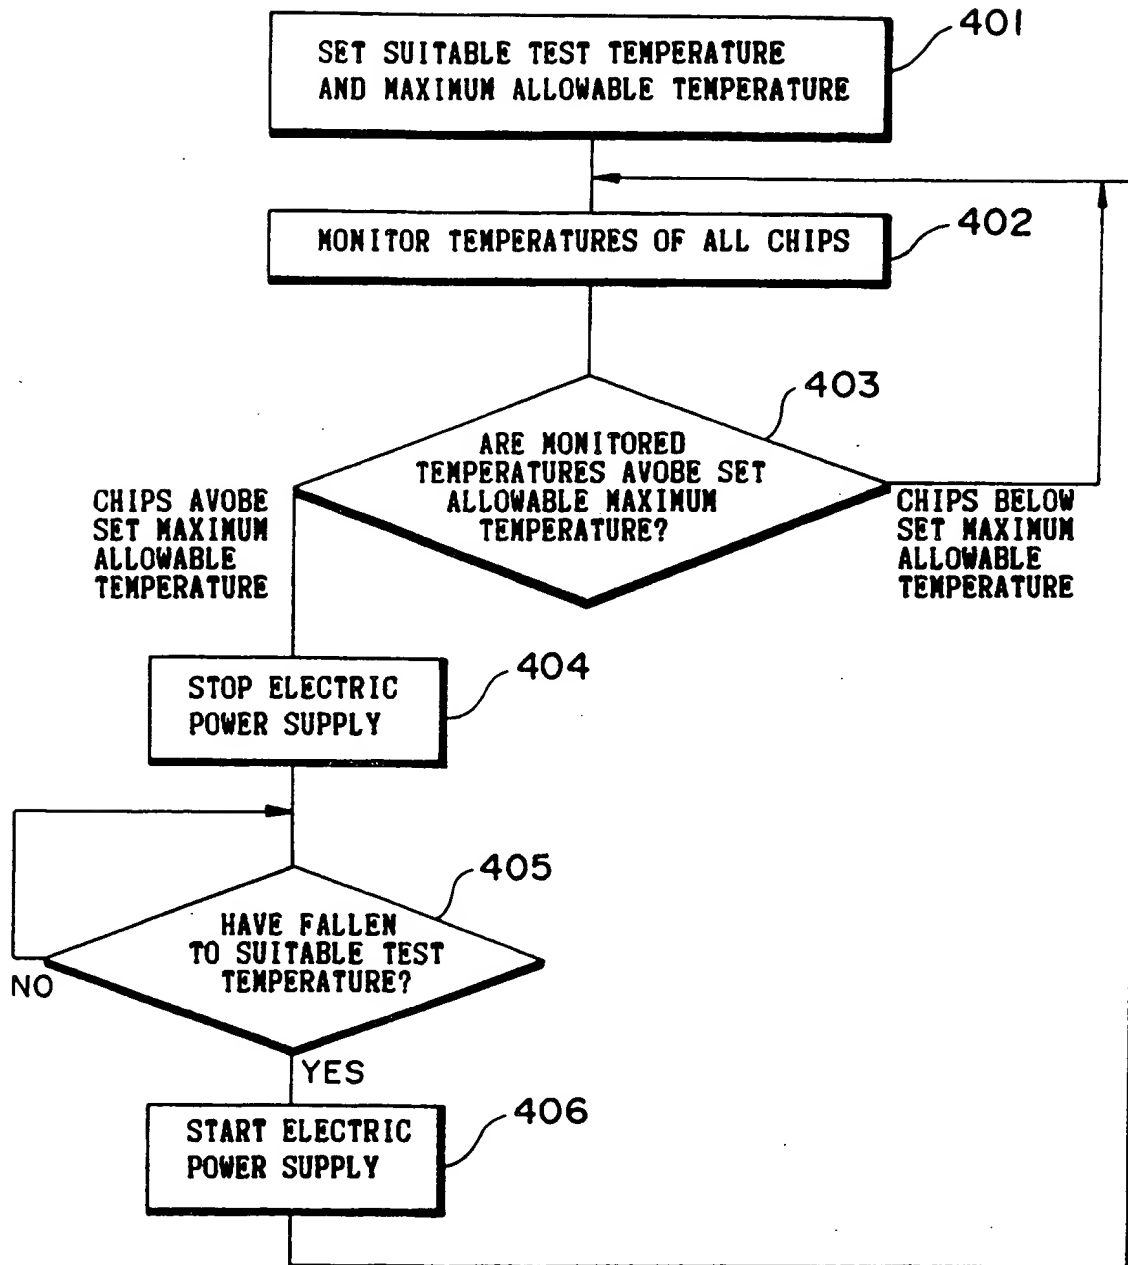 401
SET SUITABLE TEST TEMPERATURE
AND MAXIMUM ALLOWABLE TEMPERATURE
402
MONITOR TEMPERATURES OF ALL CHIPS
403
ARE MONITORED
TEMPERATURES AVOBE SET
ALLOWABLE MAXIMUM
TEMPERATURE?
CHIPS AVOBE
SET MAXIMUM
ALLOWABLE
TEMPERATURE
CHIPS BELOW
SET MAXIMUM
ALLOWABLE
TEMPERATURE
404
STOP ELECTRIC
POWER SUPPLY
405
HAVE FALLEN
TO SUITABLE TEST
TEMPERATURE?
NO
YES
406
START ELECTRIC
POWER SUPPLY